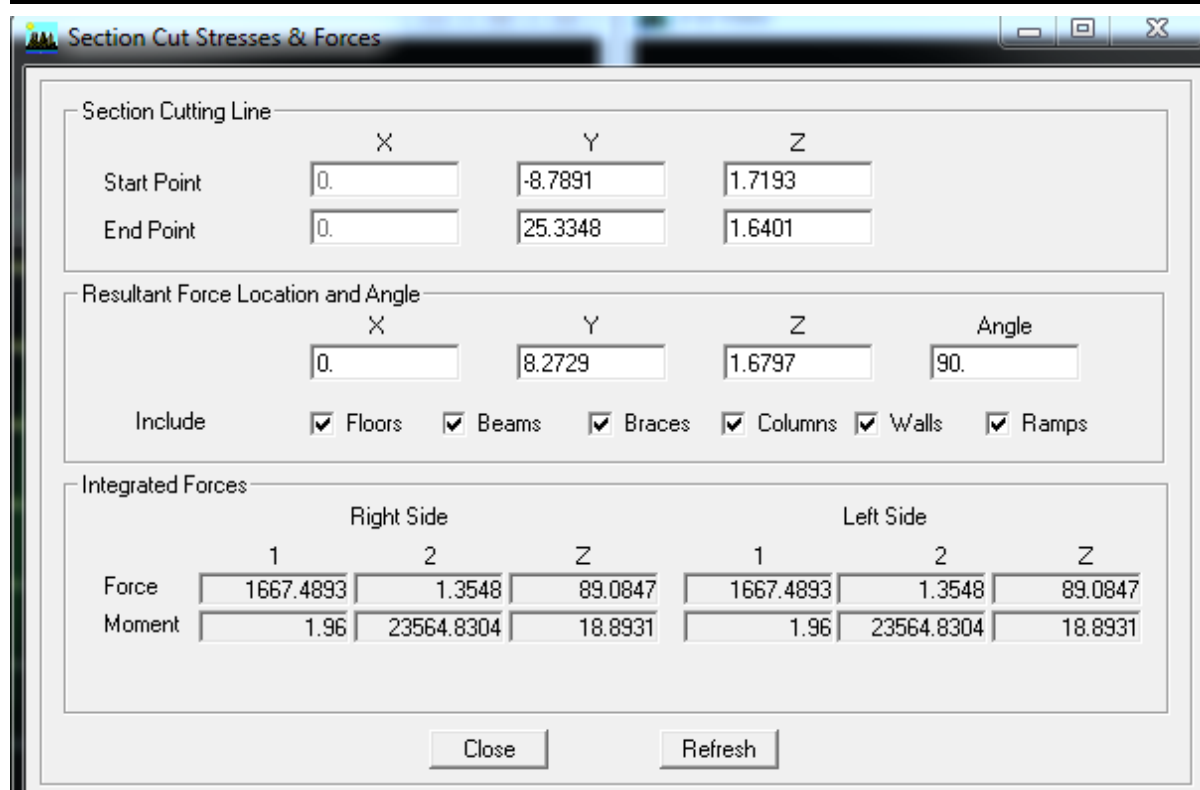 Section Cut Stresses & Forces
Section Cutting Line
X Y Z
Start Point 0. -8.7891 1.7193
End Point 0. 25.3348 1.6401
Resultant Force Location and Angle
X Y Z Angle
0. 8.2729 1.6797 90.
Include Floors Beams Braces Columns Walls Ramps
Integrated Forces
Right Side Left Side
1 2 Z 1 2 Z
Force 1667.4893 1.3548 89.0847 1667.4893 1.3548 89.0847
Moment 1.96 23564.8304 18.8931 1.96 23564.8304 18.8931
Close Refresh